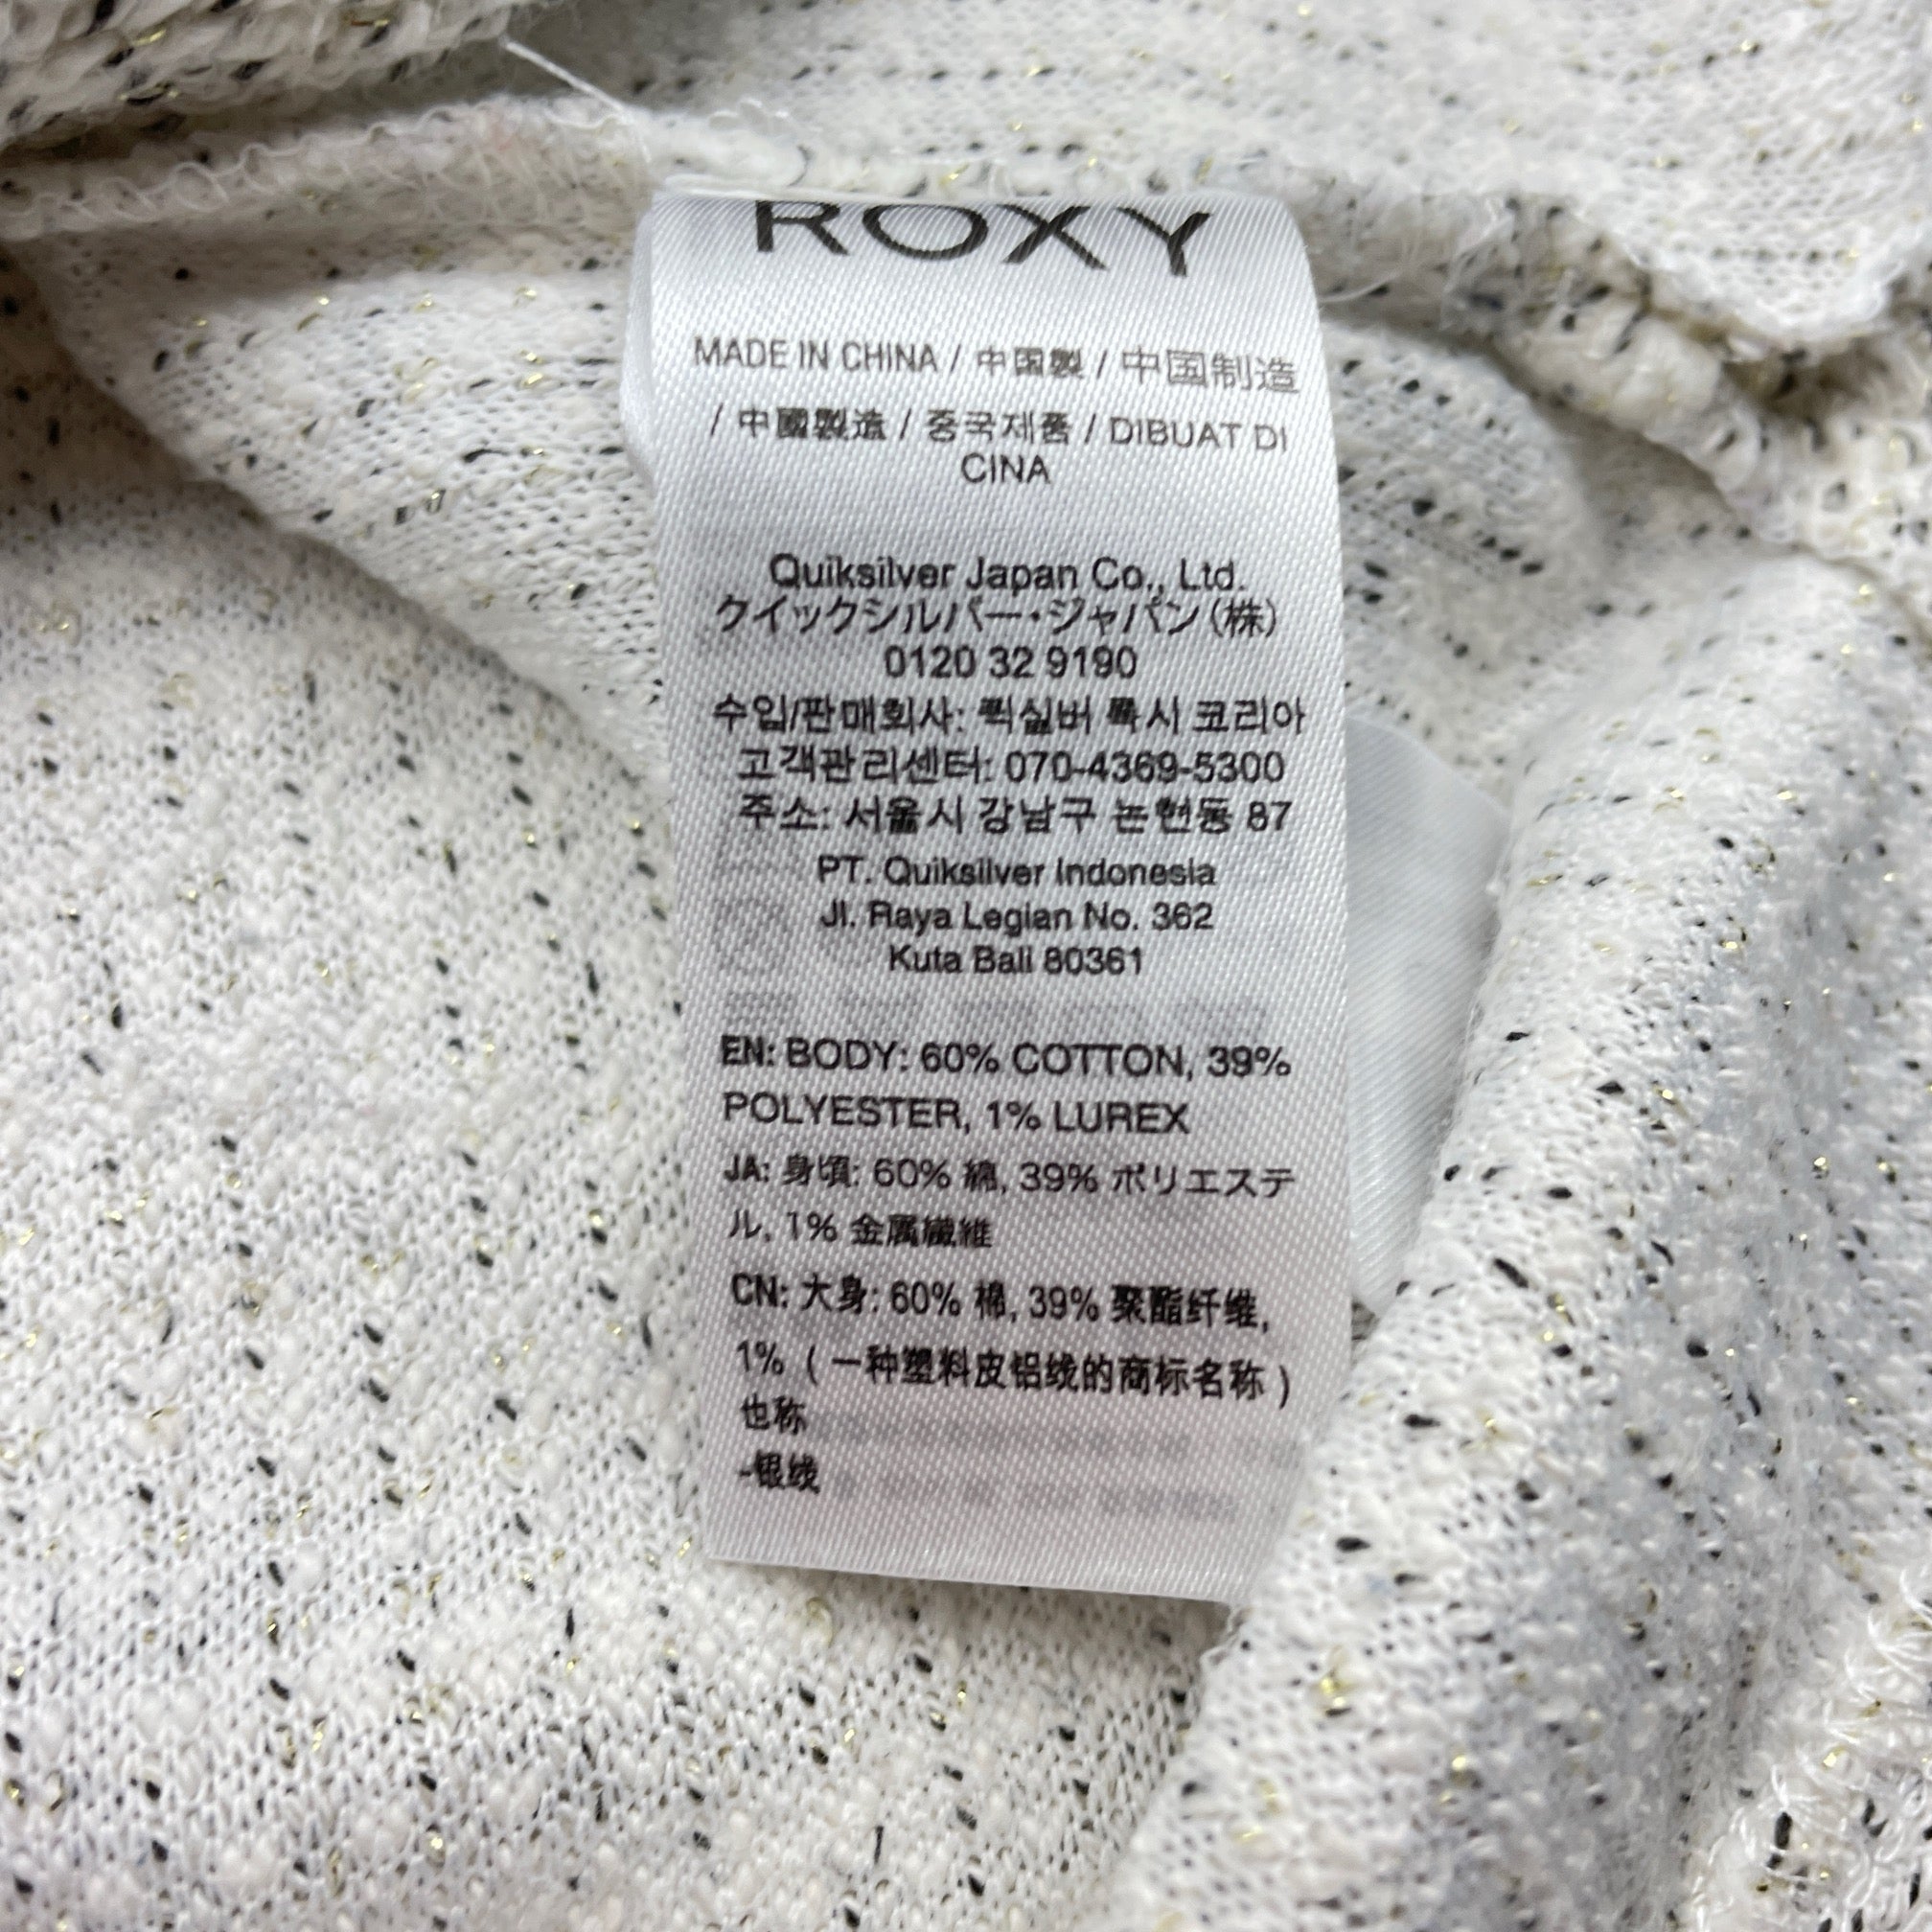 ROXY
MADE IN CHINA / 中国製 / 中国制造
/ 中國製造 / 중국제품 / DIBUAT DI
CINA
Quiksilver Japan Co., Ltd.
クイックシルバー・ジャパン(株)
0120 32 9190
수입/판매회사: 퀵실버 록시 코리아
고객관리센터: 070-4369-5300
주소: 서울시 강남구 논현동 87
PT. Quiksilver Indonesia
Jl. Raya Legian No. 362
Kuta Bali 80361
EN: BODY: 60% COTTON, 39%
POLYESTER, 1% LUREX
JA: 身頃: 60% 綿, 39% ポリエステ
ル, 1% 金属繊維
CN: 大身: 60% 棉, 39% 聚酯纤维,
1% ( 一种塑料皮铝线的商标名称 )
也称
-银线